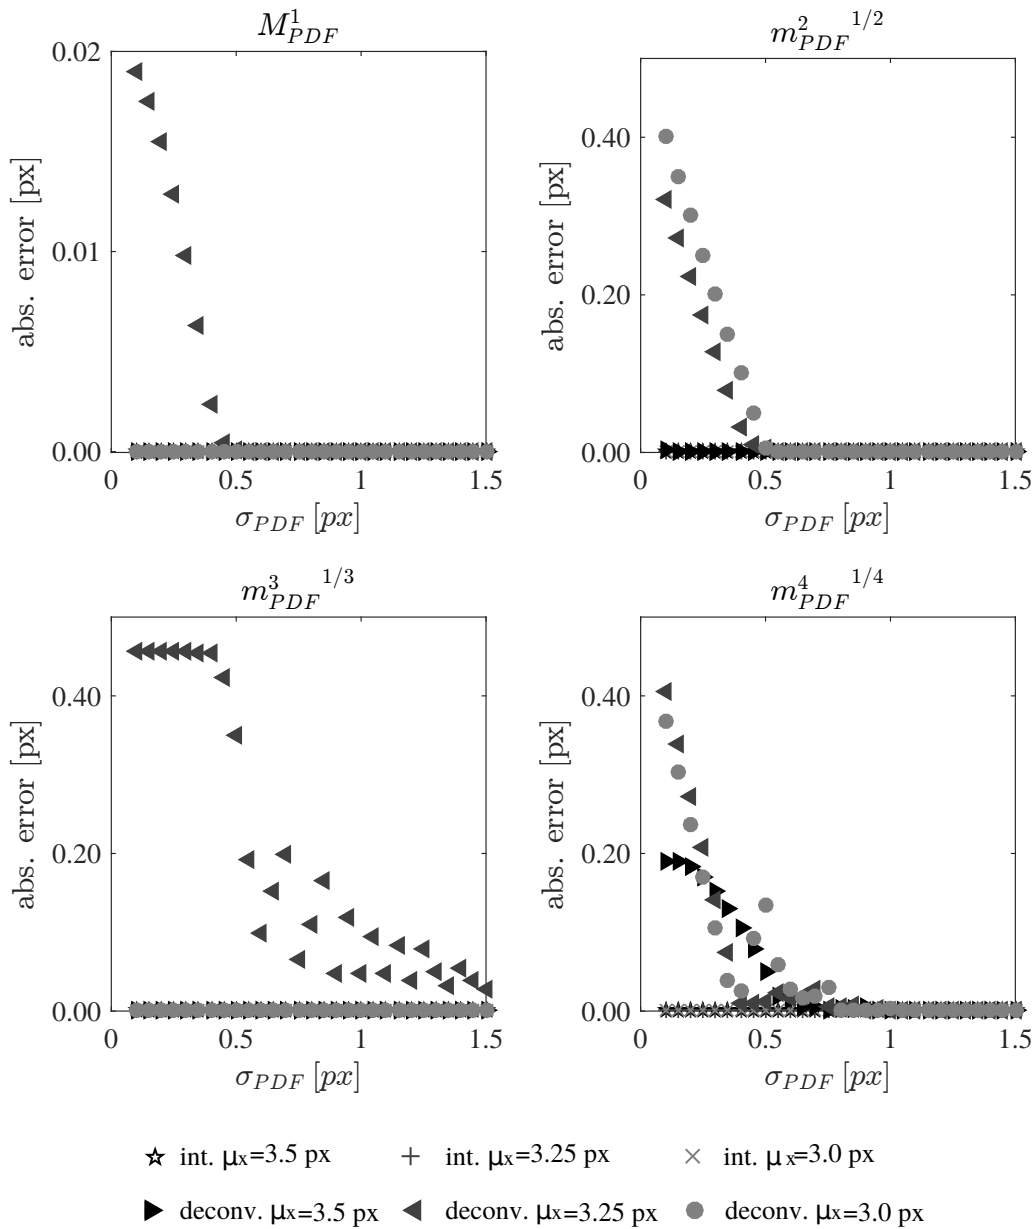 M¹_PDF
m²_PDF ^1/2
0.02
0.01
0.00
abs. error [px]
0 0.5 1 1.5
σ_PDF [px]
0.40
0.20
0.00
abs. error [px]
0 0.5 1 1.5
σ_PDF [px]
m³_PDF ^1/3
m⁴_PDF ^1/4
0.40
0.20
0.00
abs. error [px]
0 0.5 1 1.5
σ_PDF [px]
0.40
0.20
0.00
abs. error [px]
0 0.5 1 1.5
σ_PDF [px]
int. μx=3.5 px int. μx=3.25 px int. μx=3.0 px
deconv. μx=3.5 px deconv. μx=3.25 px deconv. μx=3.0 px